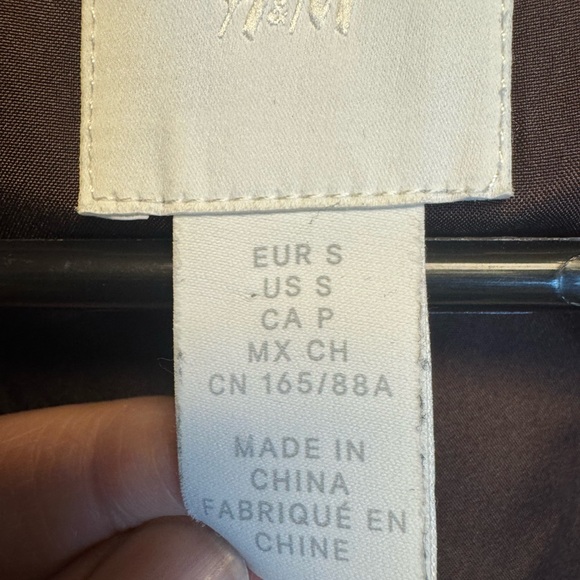 H&M
EUR S
US S
CA P
MX CH
CN 165/88A
MADE IN
CHINA
FABRIQUÉ EN
CHINE